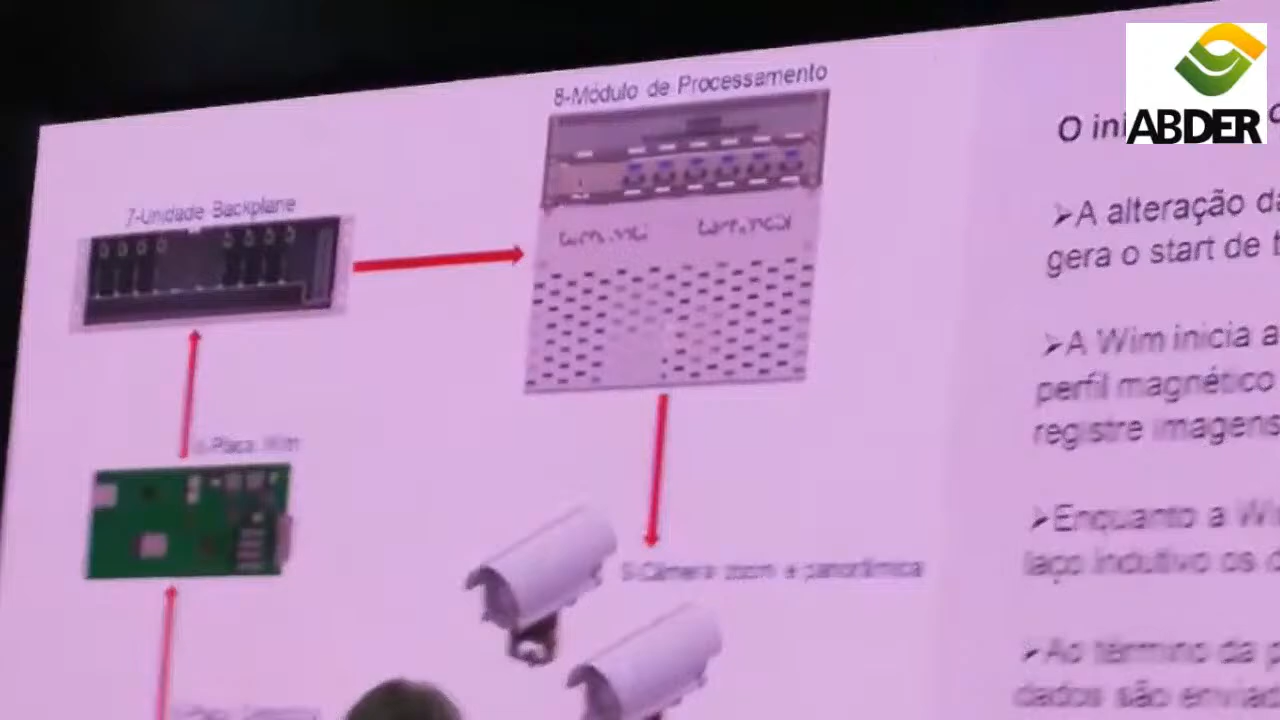 8-Módulo de Processamento
7-Unidade Backplane
-Placa Wim
9-Câmera zoom e panorâmica
O ini
ABDER
➢A alteração da
gera o start de t
➢A Wim inicia a
perfil magnético
registre imagens
➢Enquanto a Wi
laço indutivo os
➢Ao término da p
dados são enviad